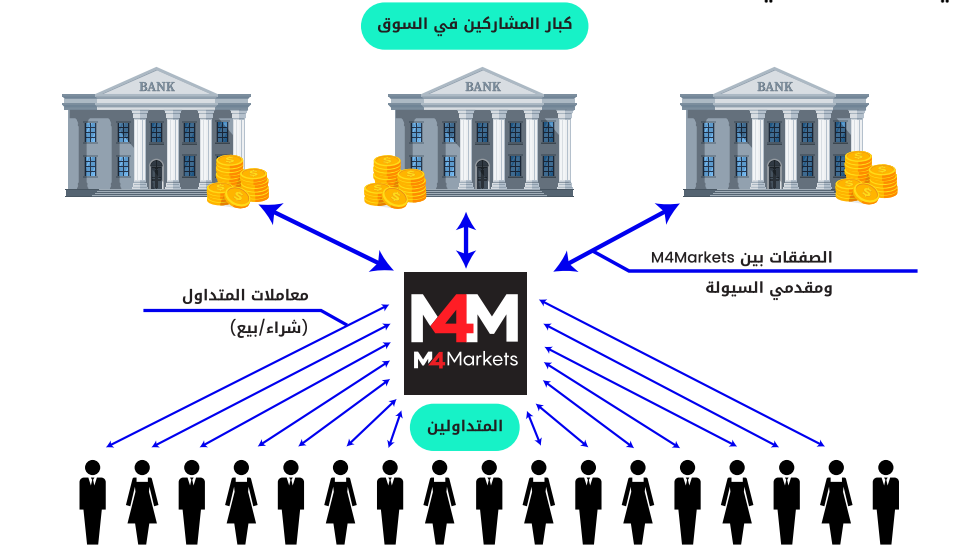 كبار المشاركين في السوق
BANK
BANK
BANK
الصفقات بين M4Markets
ومقدمي السيولة
معاملات المتداول
(شراء/بيع)
M4M
M4Markets
المتداولين